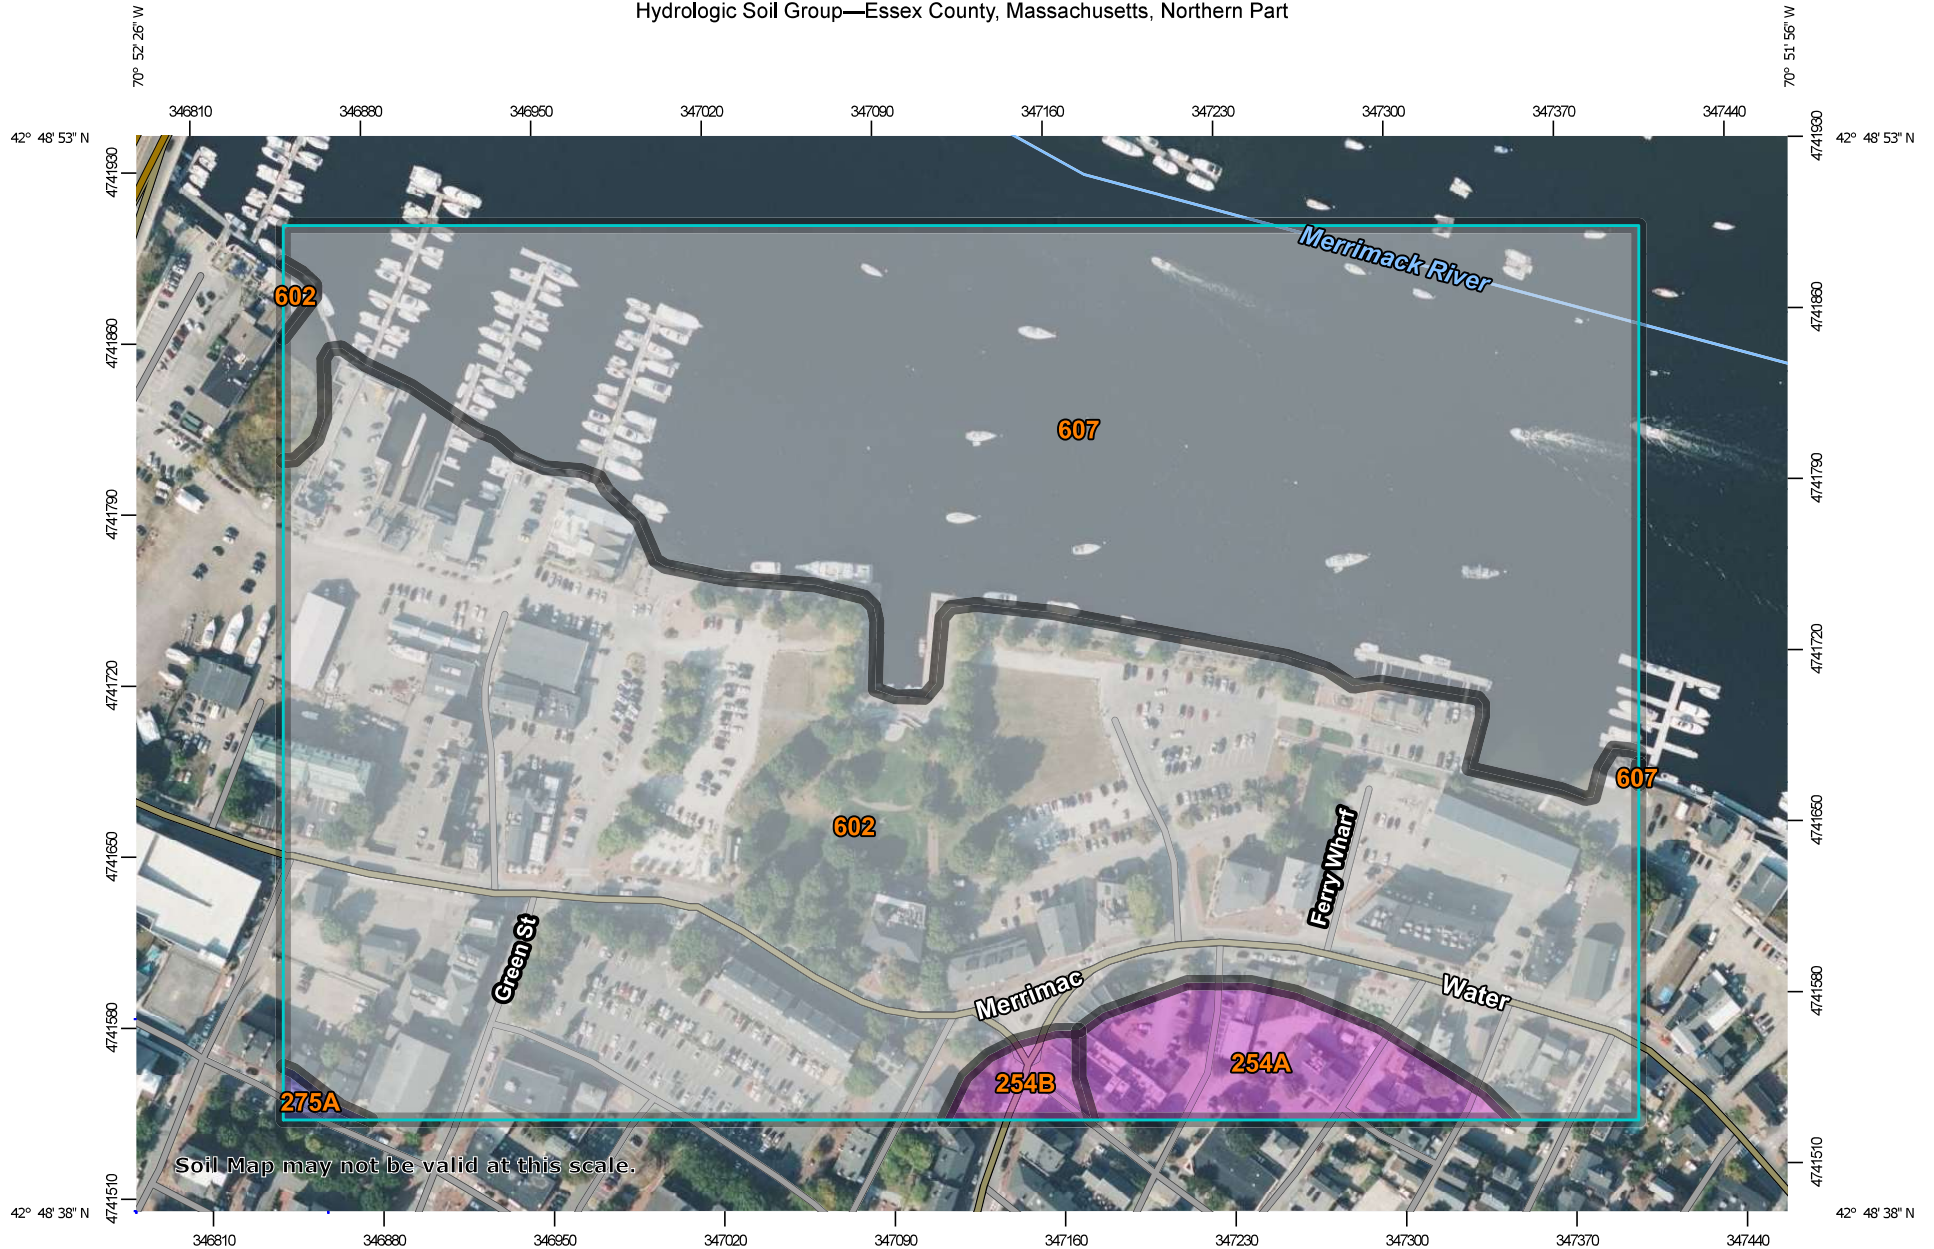 Hydrologic Soil Group—Essex County, Massachusetts, Northern Part
70° 52' 26'' W
70° 51' 56'' W
346810 346880 346950 347020 347090 347160 347230 347300 347370 347440
42° 48' 53'' N
42° 48' 53'' N
4741930
4741930
Merrimack River
602
4741860
4741860
607
4741790
4741790
4741720
4741720
607
602
Ferry Wharf
4741650
4741650
Green St
Merrimac
Water
4741580
4741580
254A
254B
275A
Soil Map may not be valid at this scale.
4741510
4741510
42° 48' 38'' N
42° 48' 38'' N
346810 346880 346950 347020 347090 347160 347230 347300 347370 347440